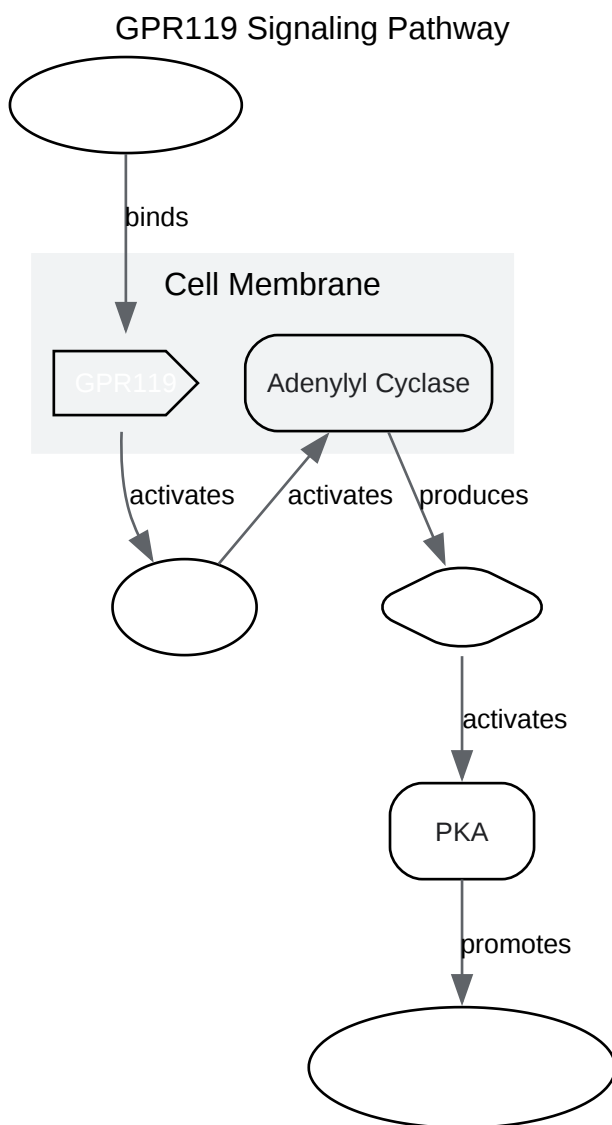 GPR119 Signaling Pathway
binds
Cell Membrane
GPR119
Adenylyl Cyclase
activates
activates
produces
activates
PKA
promotes